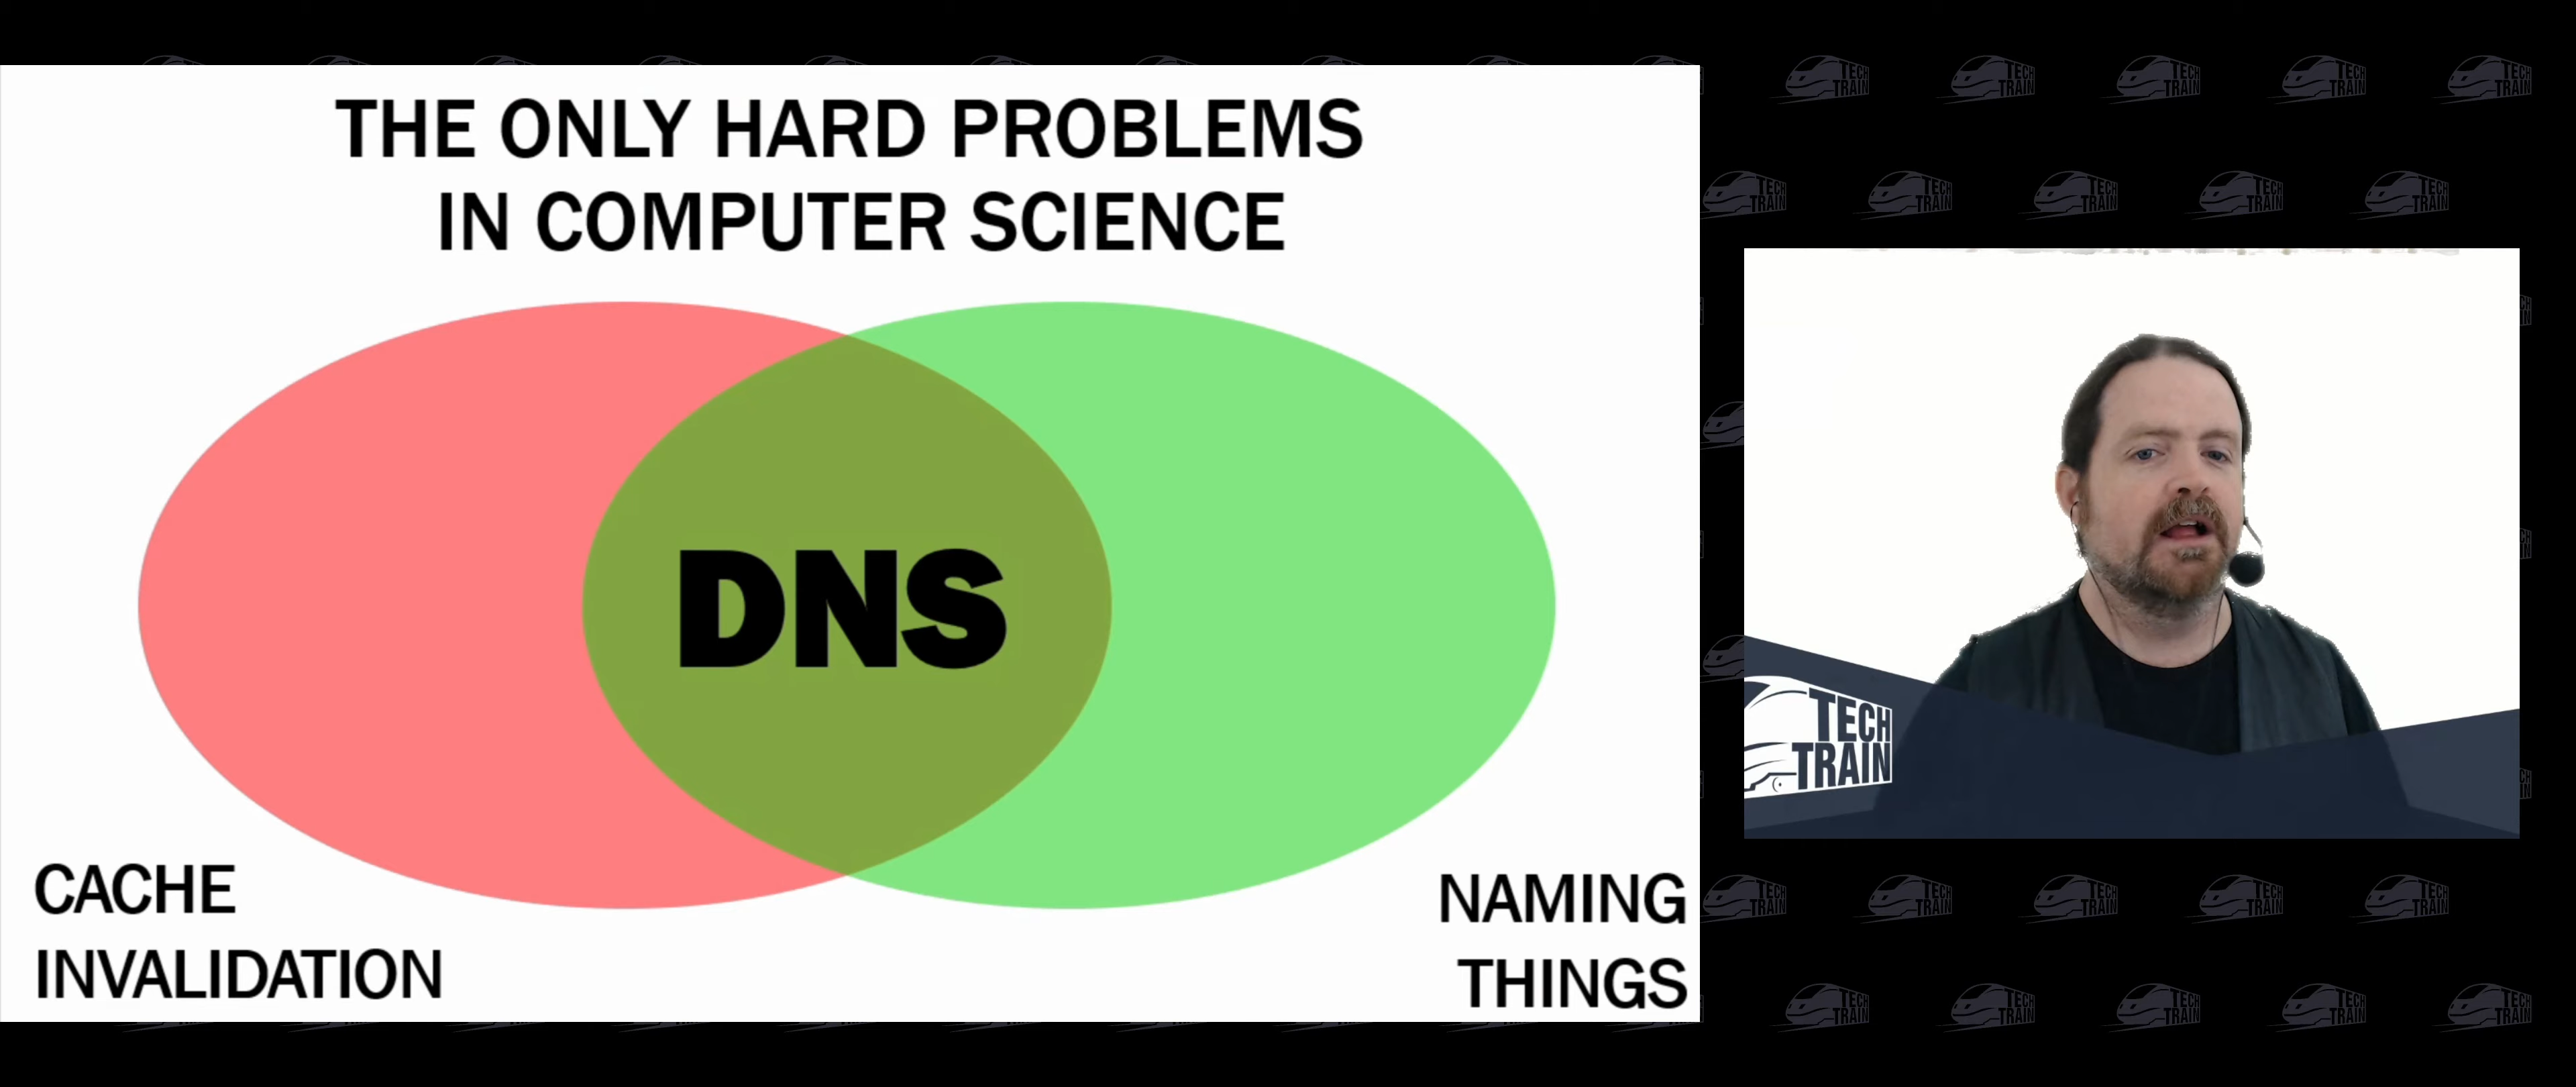 THE ONLY HARD PROBLEMS
IN COMPUTER SCIENCE
DNS
CACHE
INVALIDATION
NAMING
THINGS
TECH
TRAIN